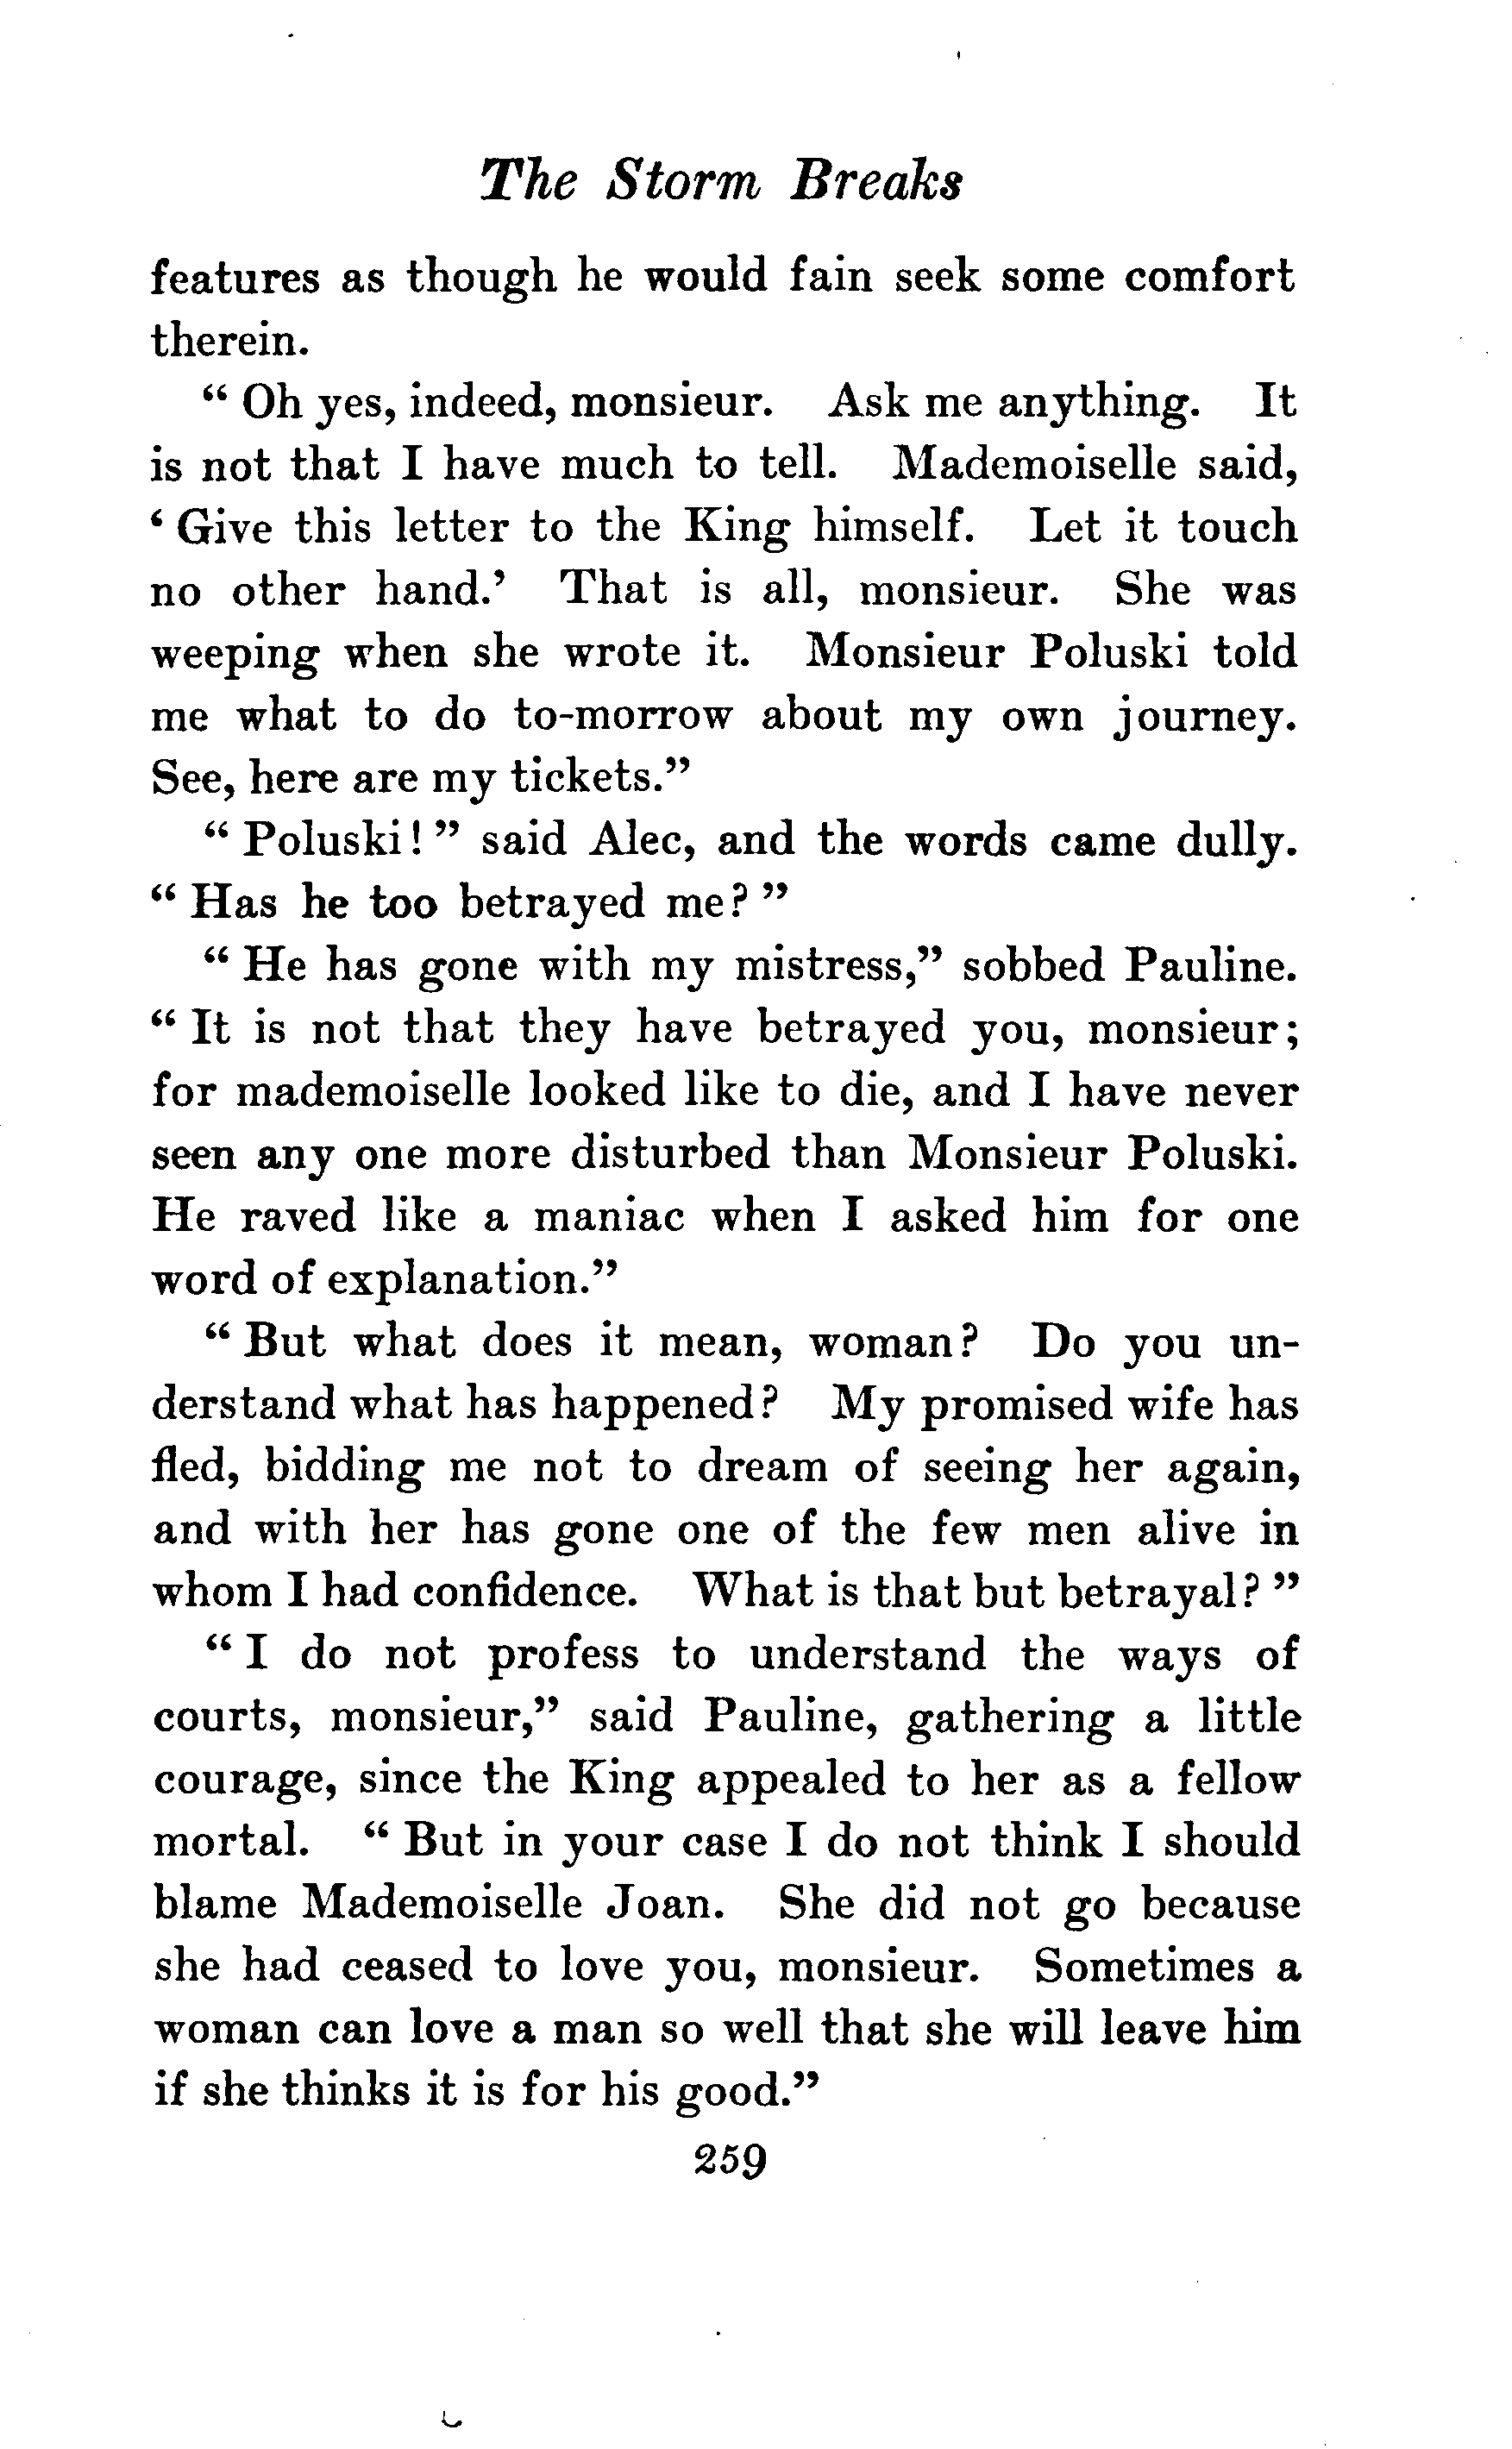 The Storm Breaks
features as though he would fain seek some comfort
therein.
“ Oh yes, indeed, monsieur. Ask me anything. It
is not that I have much to tell. Mademoiselle said,
‘ Give this letter to the King himself. Let it touch
no other hand.’ That is all, monsieur. She was
weeping when she wrote it. Monsieur Poluski told
me what to do to-morrow about my own journey.
See, here are my tickets.”
“ Poluski! ” said Alec, and the words came dully.
“ Has he too betrayed me? ”
“ He has gone with my mistress,” sobbed Pauline.
“ It is not that they have betrayed you, monsieur;
for mademoiselle looked like to die, and I have never
seen any one more disturbed than Monsieur Poluski.
He raved like a maniac when I asked him for one
word of explanation.”
“ But what does it mean, woman? Do you un-
derstand what has happened? My promised wife has
fled, bidding me not to dream of seeing her again,
and with her has gone one of the few men alive in
whom I had confidence. What is that but betrayal? ”
“ I do not profess to understand the ways of
courts, monsieur,” said Pauline, gathering a little
courage, since the King appealed to her as a fellow
mortal. “ But in your case I do not think I should
blame Mademoiselle Joan. She did not go because
she had ceased to love you, monsieur. Sometimes a
woman can love a man so well that she will leave him
if she thinks it is for his good.”
259